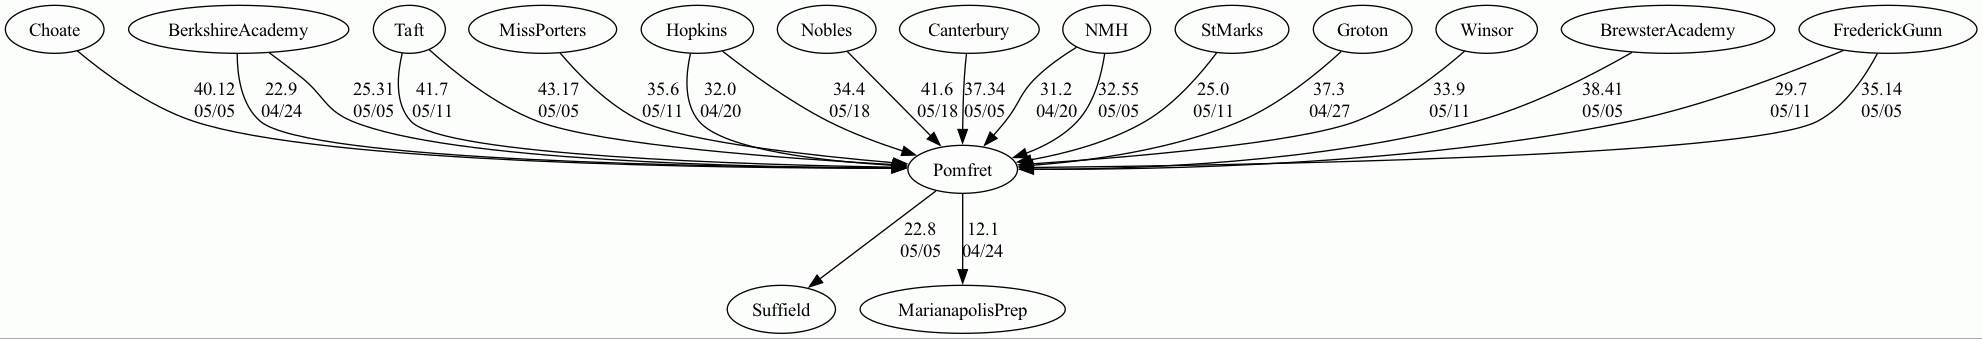 Choate BerkshireAcademy Taft MissPorters Hopkins Nobles Canterbury NMH StMarks Groton Winsor BrewsterAcademy FrederickGunn
40.12 22.9 25.31 41.7 43.17 35.6 32.0 34.4 41.6 37.34 31.2 32.55 25.0 37.3 33.9 38.41 29.7 35.14
05/05 04/24 05/05 05/11 05/05 05/11 04/20 05/18 05/18 05/05 04/20 05/05 05/11 04/27 05/11 05/05 05/11 05/05
Pomfret
22.8 12.1
05/05 04/24
Suffield MarianapolisPrep